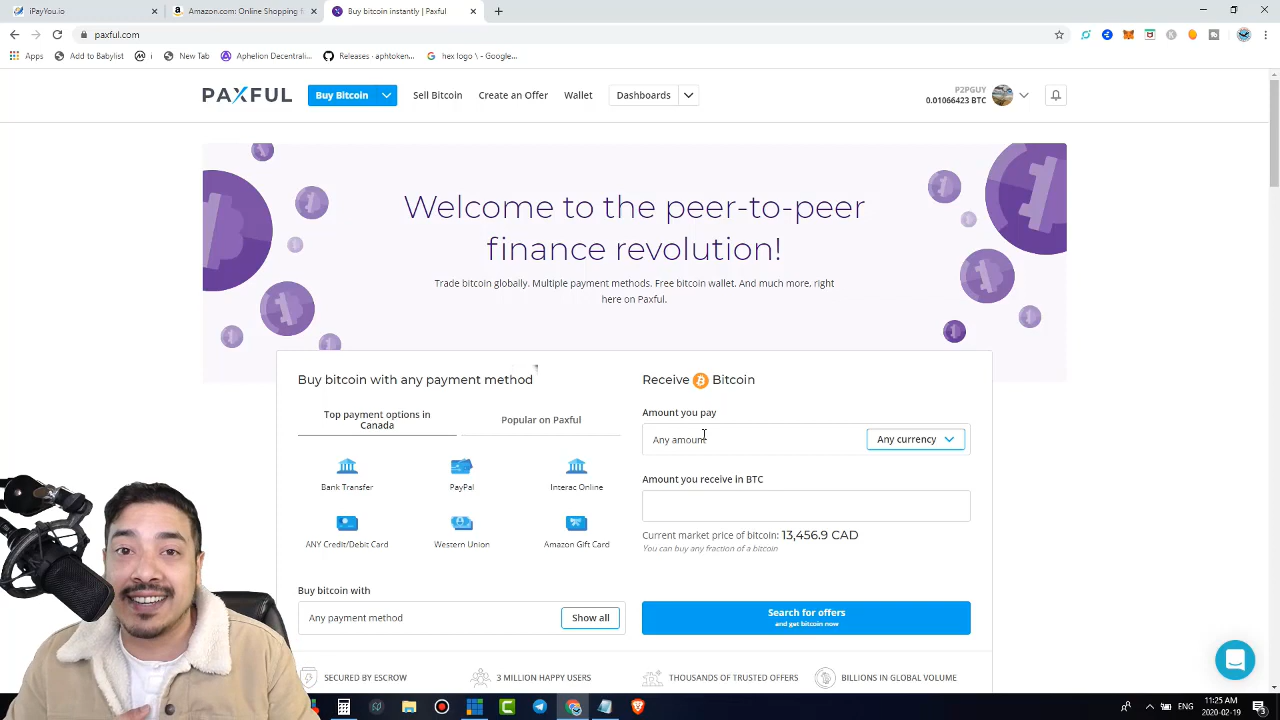 iPayYou.io
Amazon.com: Online Shopping f
Buy bitcoin instantly | Paxful
paxful.com
Apps
Add to Babylist
New Tab
Aphelion Decentrali...
Releases · aphtoken...
hex logo \ - Google...
PAXFUL
Buy Bitcoin
Sell Bitcoin
Create an Offer
Wallet
Dashboards
P2PGUY
0.01066423 BTC
Welcome to the peer-to-peer
finance revolution!
Trade bitcoin globally. Multiple payment methods. Free bitcoin wallet. And much more, right
here on Paxful.
Buy bitcoin with any payment method
Top payment options in
Canada
Popular on Paxful
Bank Transfer
PayPal
Interac Online
ANY Credit/Debit Card
Western Union
Amazon Gift Card
Buy bitcoin with
Any payment method
Show all
Receive Bitcoin
Amount you pay
Any amount
Any currency
Amount you receive in BTC
Current market price of bitcoin: 13,456.9 CAD
You can buy any fraction of a bitcoin
Search for offers
and get bitcoin now
SECURED BY ESCROW
3 MILLION HAPPY USERS
THOUSANDS OF TRUSTED OFFERS
BILLIONS IN GLOBAL VOLUME
ENG
11:25 AM
2020-02-19